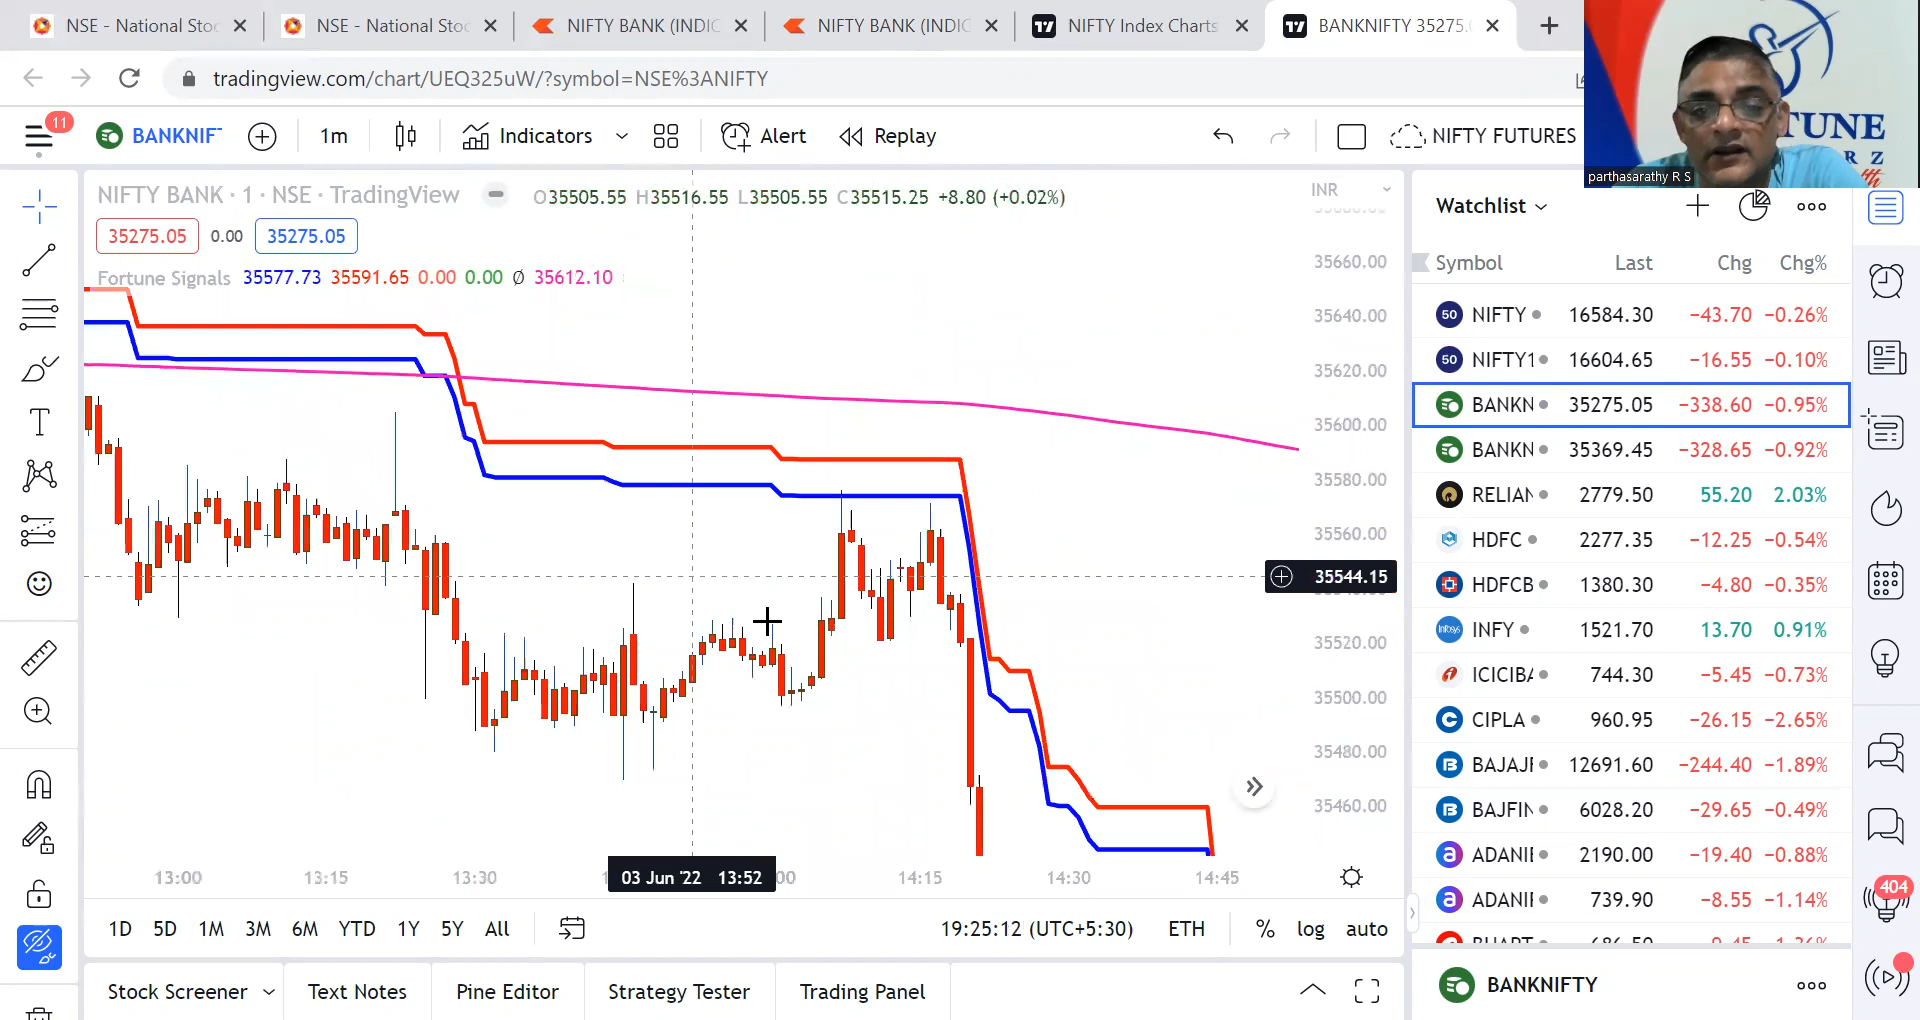 NSE - National Stoc
NSE - National Stoc
NIFTY BANK (INDIC
NIFTY BANK (INDIC
NIFTY Index Charts
BANKNIFTY 35275.0
tradingview.com/chart/UEQ325uW/?symbol=NSE%3ANIFTY
11
BANKNIF
1m
Indicators
Alert
Replay
NIFTY FUTURES
TUNE
R Z
parthasarathy R S
NIFTY BANK · 1 · NSE · TradingView
O35505.55 H35516.55 L35505.55 C35515.25 +8.80 (+0.02%)
INR
35275.05 0.00 35275.05
Fortune Signals 35577.73 35591.65 0.00 0.00 Ø 35612.10
35660.00
35640.00
35620.00
35600.00
35580.00
35560.00
35544.15
35520.00
35500.00
35480.00
35460.00
13:00 13:15 13:30 03 Jun '22 13:52 :00 14:15 14:30 14:45
1D 5D 1M 3M 6M YTD 1Y 5Y All
19:25:12 (UTC+5:30) ETH % log auto
Stock Screener Text Notes Pine Editor Strategy Tester Trading Panel
Watchlist
Symbol Last Chg Chg%
50 NIFTY 16584.30 −43.70 −0.26%
50 NIFTY1 16604.65 −16.55 −0.10%
BANKN 35275.05 −338.60 −0.95%
BANKN 35369.45 −328.65 −0.92%
RELIAN 2779.50 55.20 2.03%
HDFC 2277.35 −12.25 −0.54%
HDFCB 1380.30 −4.80 −0.35%
Infosys INFY 1521.70 13.70 0.91%
ICICIBA 744.30 −5.45 −0.73%
CIPLA 960.95 −26.15 −2.65%
BAJAJF 12691.60 −244.40 −1.89%
BAJFIN 6028.20 −29.65 −0.49%
ADANIE 2190.00 −19.40 −0.88%
ADANIE 739.90 −8.55 −1.14%
BANKNIFTY
404